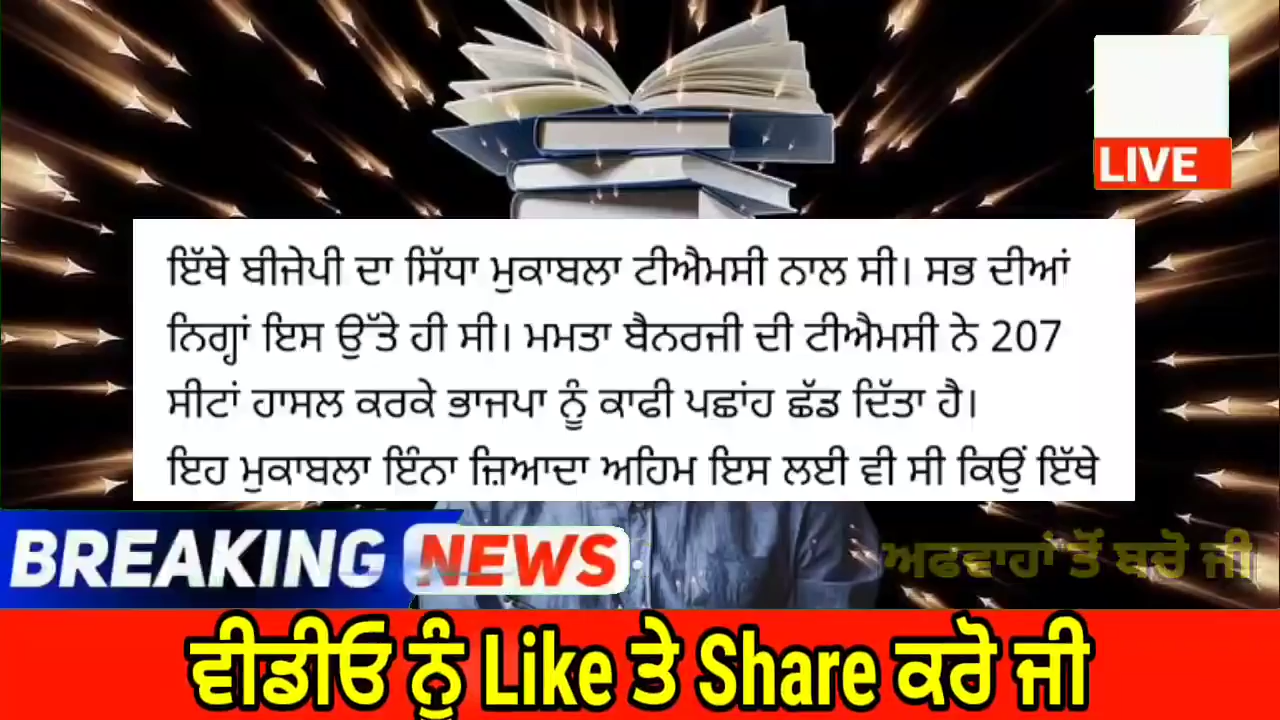 LIVE
ਇੱਥੇ ਬੀਜੇਪੀ ਦਾ ਸਿੱਧਾ ਮੁਕਾਬਲਾ ਟੀਐਮਸੀ ਨਾਲ ਸੀ। ਸਭ ਦੀਆਂ
ਨਿਗ੍ਹਾਂ ਇਸ ਉੱਤੇ ਹੀ ਸੀ। ਮਮਤਾ ਬੈਨਰਜੀ ਦੀ ਟੀਐਮਸੀ ਨੇ 207
ਸੀਟਾਂ ਹਾਸਲ ਕਰਕੇ ਭਾਜਪਾ ਨੂੰ ਕਾਫੀ ਪਛਾਂਹ ਛੱਡ ਦਿੱਤਾ ਹੈ।
ਇਹ ਮੁਕਾਬਲਾ ਇੰਨਾ ਜ਼ਿਆਦਾ ਅਹਿਮ ਇਸ ਲਈ ਵੀ ਸੀ ਕਿਉਂ ਇੱਥੇ
BREAKING NEWS
ਅਫਵਾਹਾਂ ਤੋਂ ਬਚੋ ਜੀ
ਵੀਡੀਓ ਨੂੰ Like ਤੇ Share ਕਰੋ ਜੀ